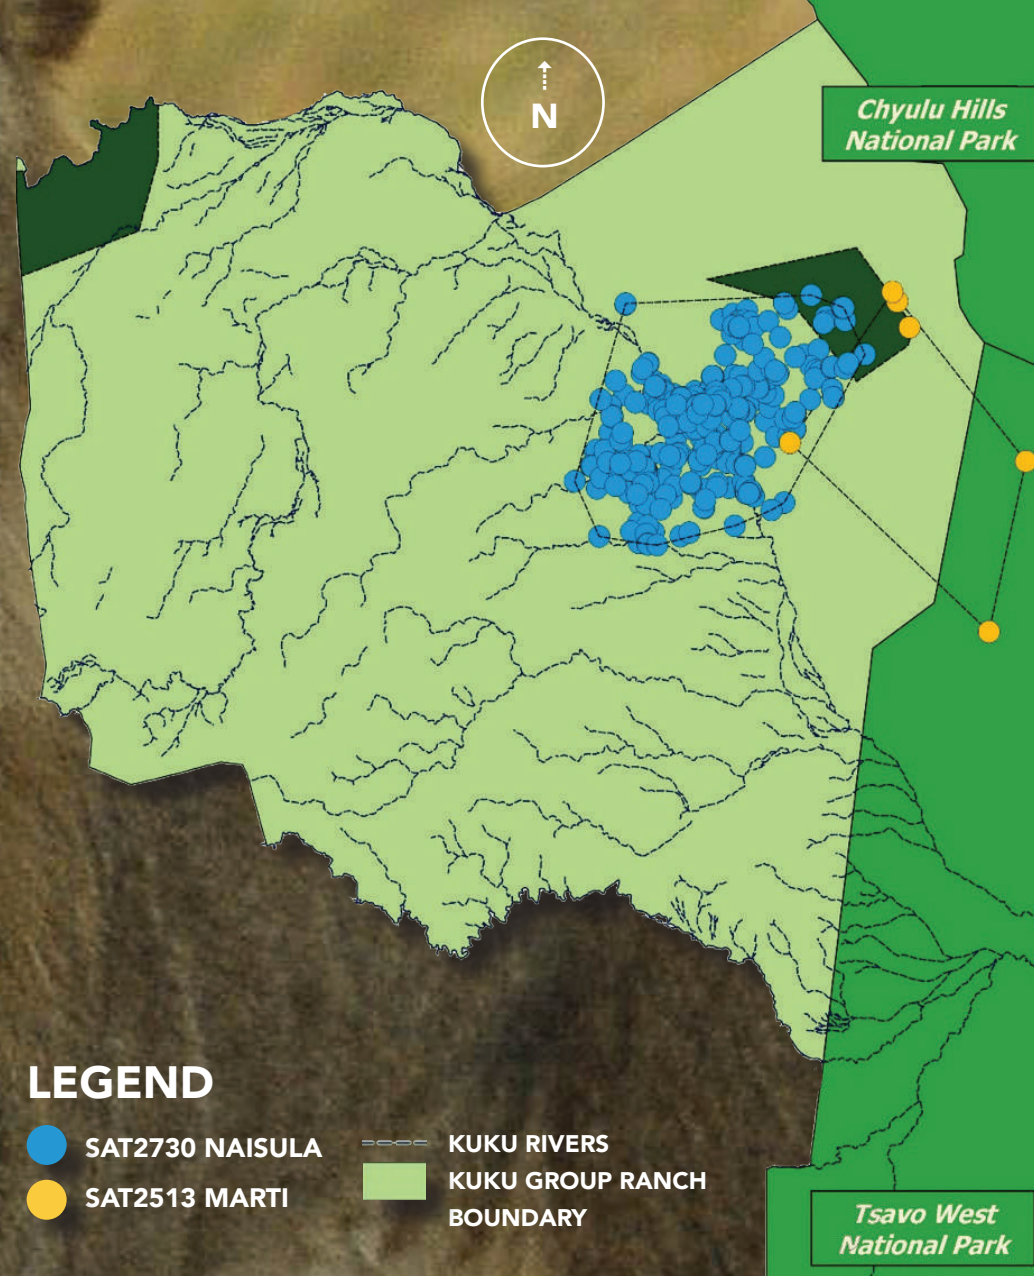 N
Chyulu Hills
National Park
LEGEND
SAT2730 NAISULA
SAT2513 MARTI
KUKU RIVERS
KUKU GROUP RANCH
BOUNDARY
Tsavo West
National Park